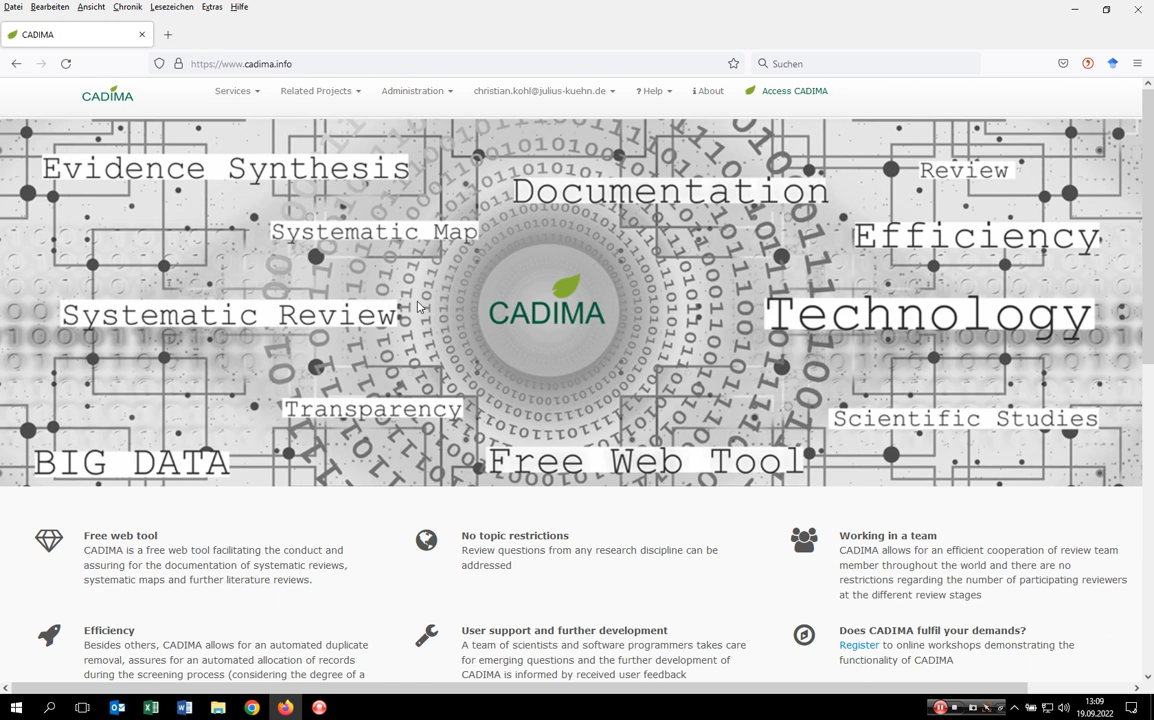 Datei Bearbeiten Ansicht Chronik Lesezeichen Extras Hilfe
CADIMA
https://www.cadima.info
Suchen
CADIMA
Services Related Projects Administration christian.kohl@julius-kuehn.de ? Help i About Access CADIMA
Evidence Synthesis
Documentation
Review
Systematic Map
Efficiency
Systematic Review
CADIMA
Technology
Transparency
Scientific Studies
BIG DATA
Free Web Tool
Free web tool
CADIMA is a free web tool facilitating the conduct and
assuring for the documentation of systematic reviews,
systematic maps and further literature reviews.
No topic restrictions
Review questions from any research discipline can be
addressed
Working in a team
CADIMA allows for an efficient cooperation of review team
member throughout the world and there are no
restrictions regarding the number of participating reviewers
at the different review stages
Efficiency
Besides others, CADIMA allows for an automated duplicate
removal, assures for an automated allocation of records
during the screening process (considering the degree of a
User support and further development
A team of scientists and software programmers takes care
for emerging questions and the further development of
CADIMA is informed by received user feedback
Does CADIMA fulfil your demands?
Register to online workshops demonstrating the
functionality of CADIMA
13:09
19.09.2022